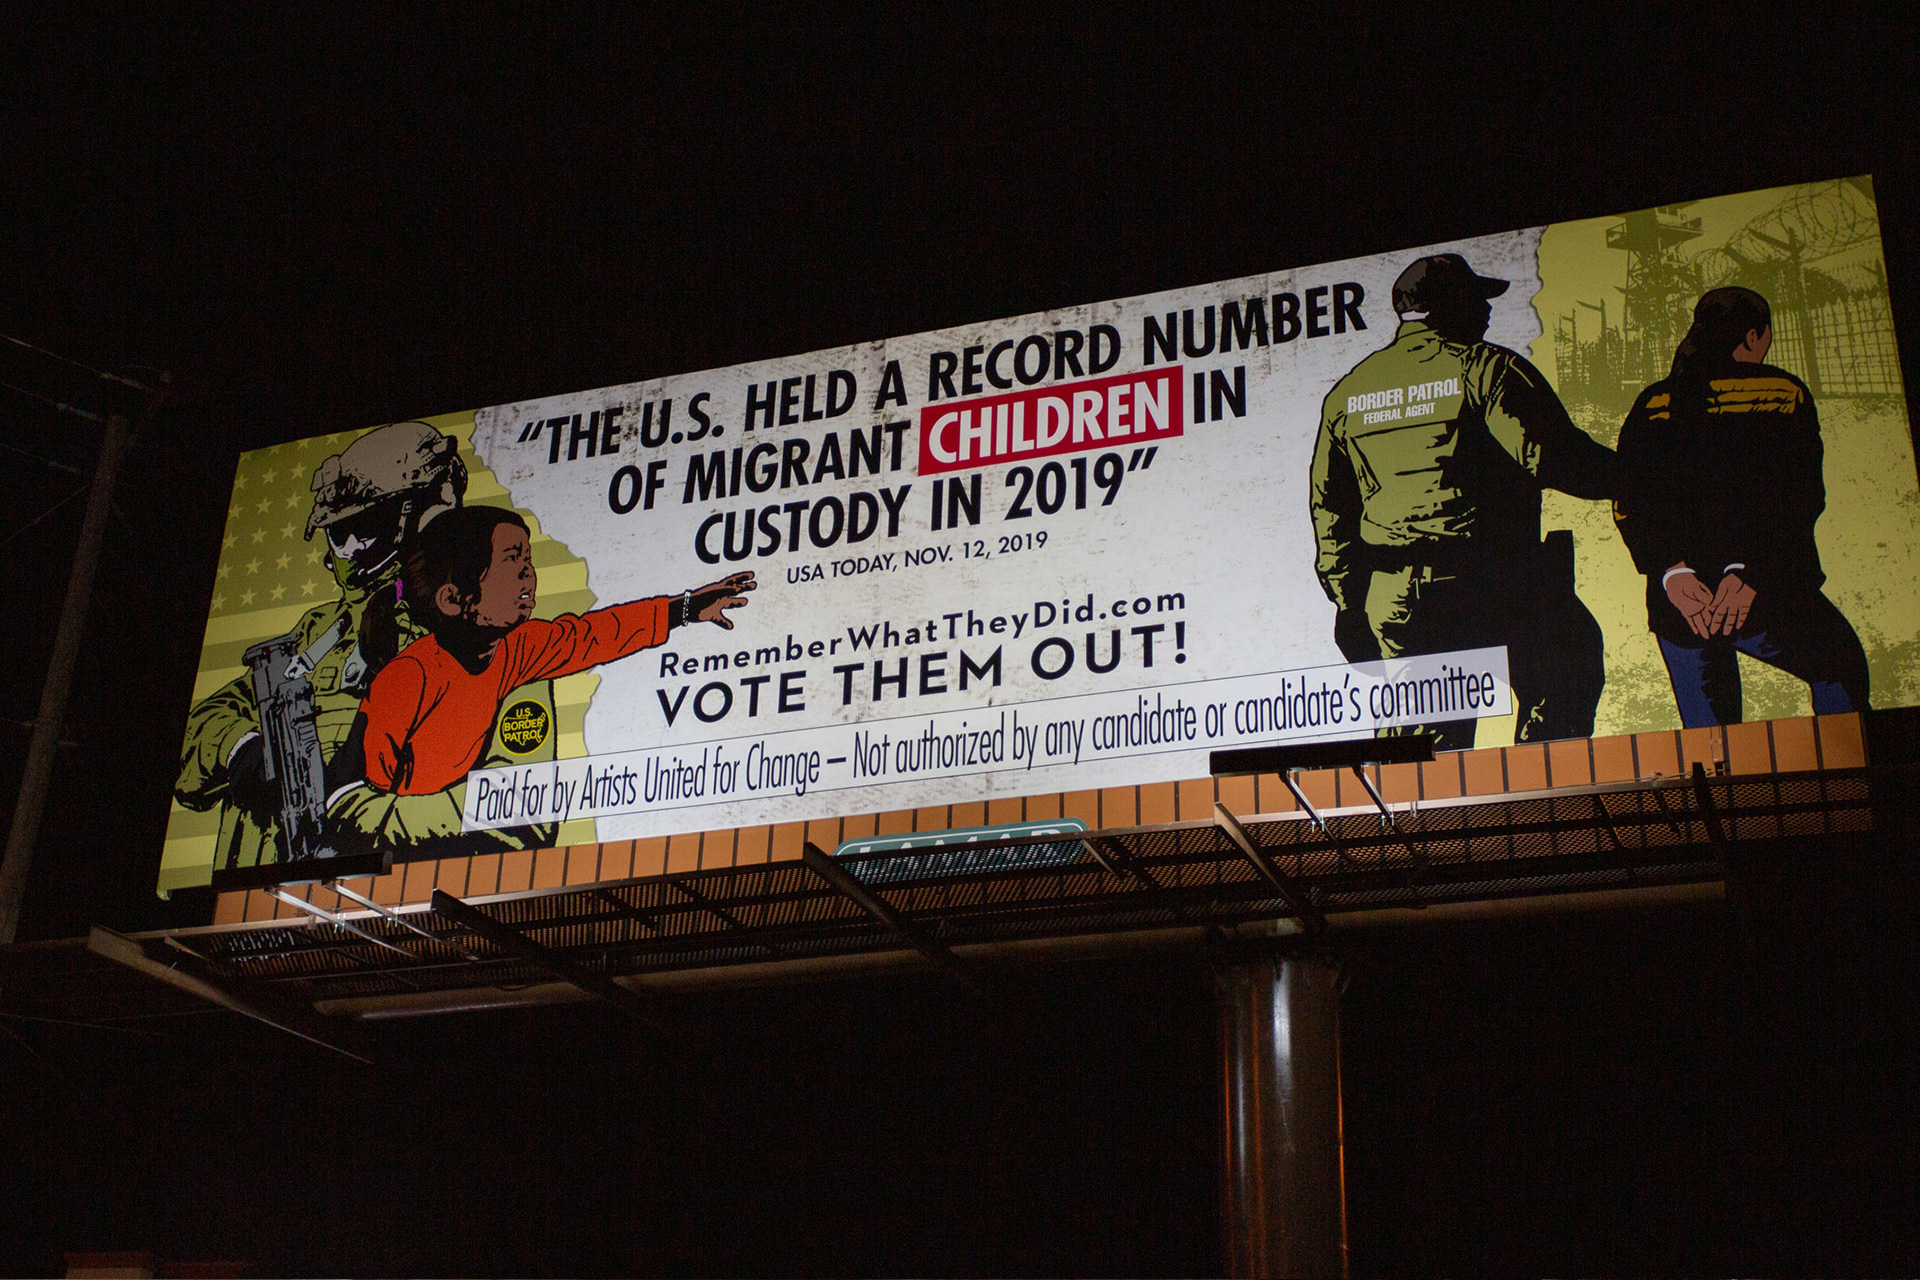 “THE U.S. HELD A RECORD NUMBER
OF MIGRANT CHILDREN IN
CUSTODY IN 2019”
USA TODAY, NOV. 12, 2019
RememberWhatTheyDid.com
VOTE THEM OUT!
Paid for by Artists United for Change – Not authorized by any candidate or candidate's committee
U.S.
BORDER
PATROL
BORDER PATROL
FEDERAL AGENT
LAMAR